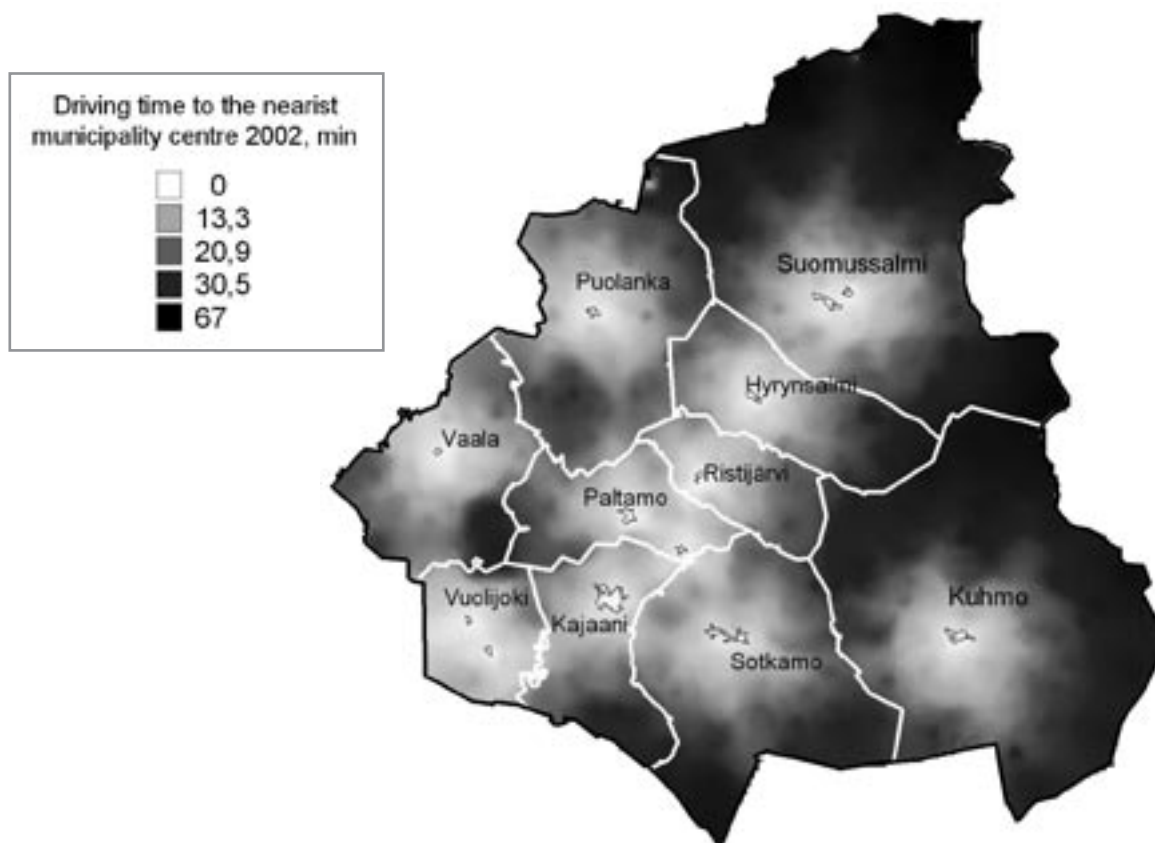 Driving time to the nearist
municipality centre 2002, min
0
13,3
20,9
30,5
67
Suomussalmi
Puolanka
Hyrynsalmi
Vaala
Ristijärvi
Paltamo
Vuolijoki
Kajaani
Kuhmo
Sotkamo